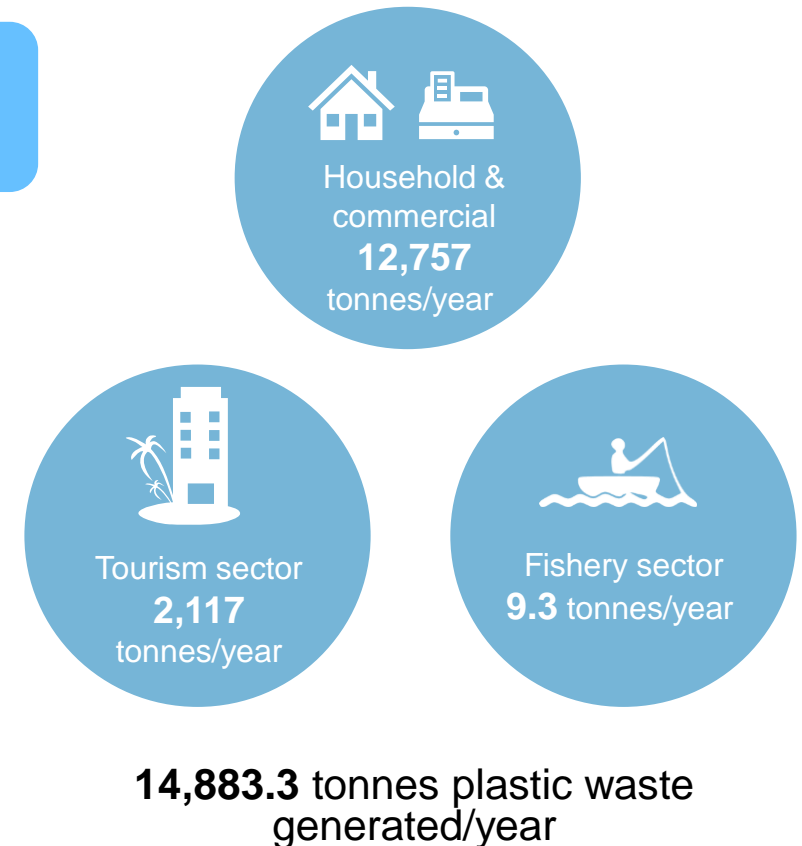 Household &
commercial
12,757
tonnes/year
Tourism sector
2,117
tonnes/year
Fishery sector
9.3 tonnes/year
14,883.3 tonnes plastic waste
generated/year